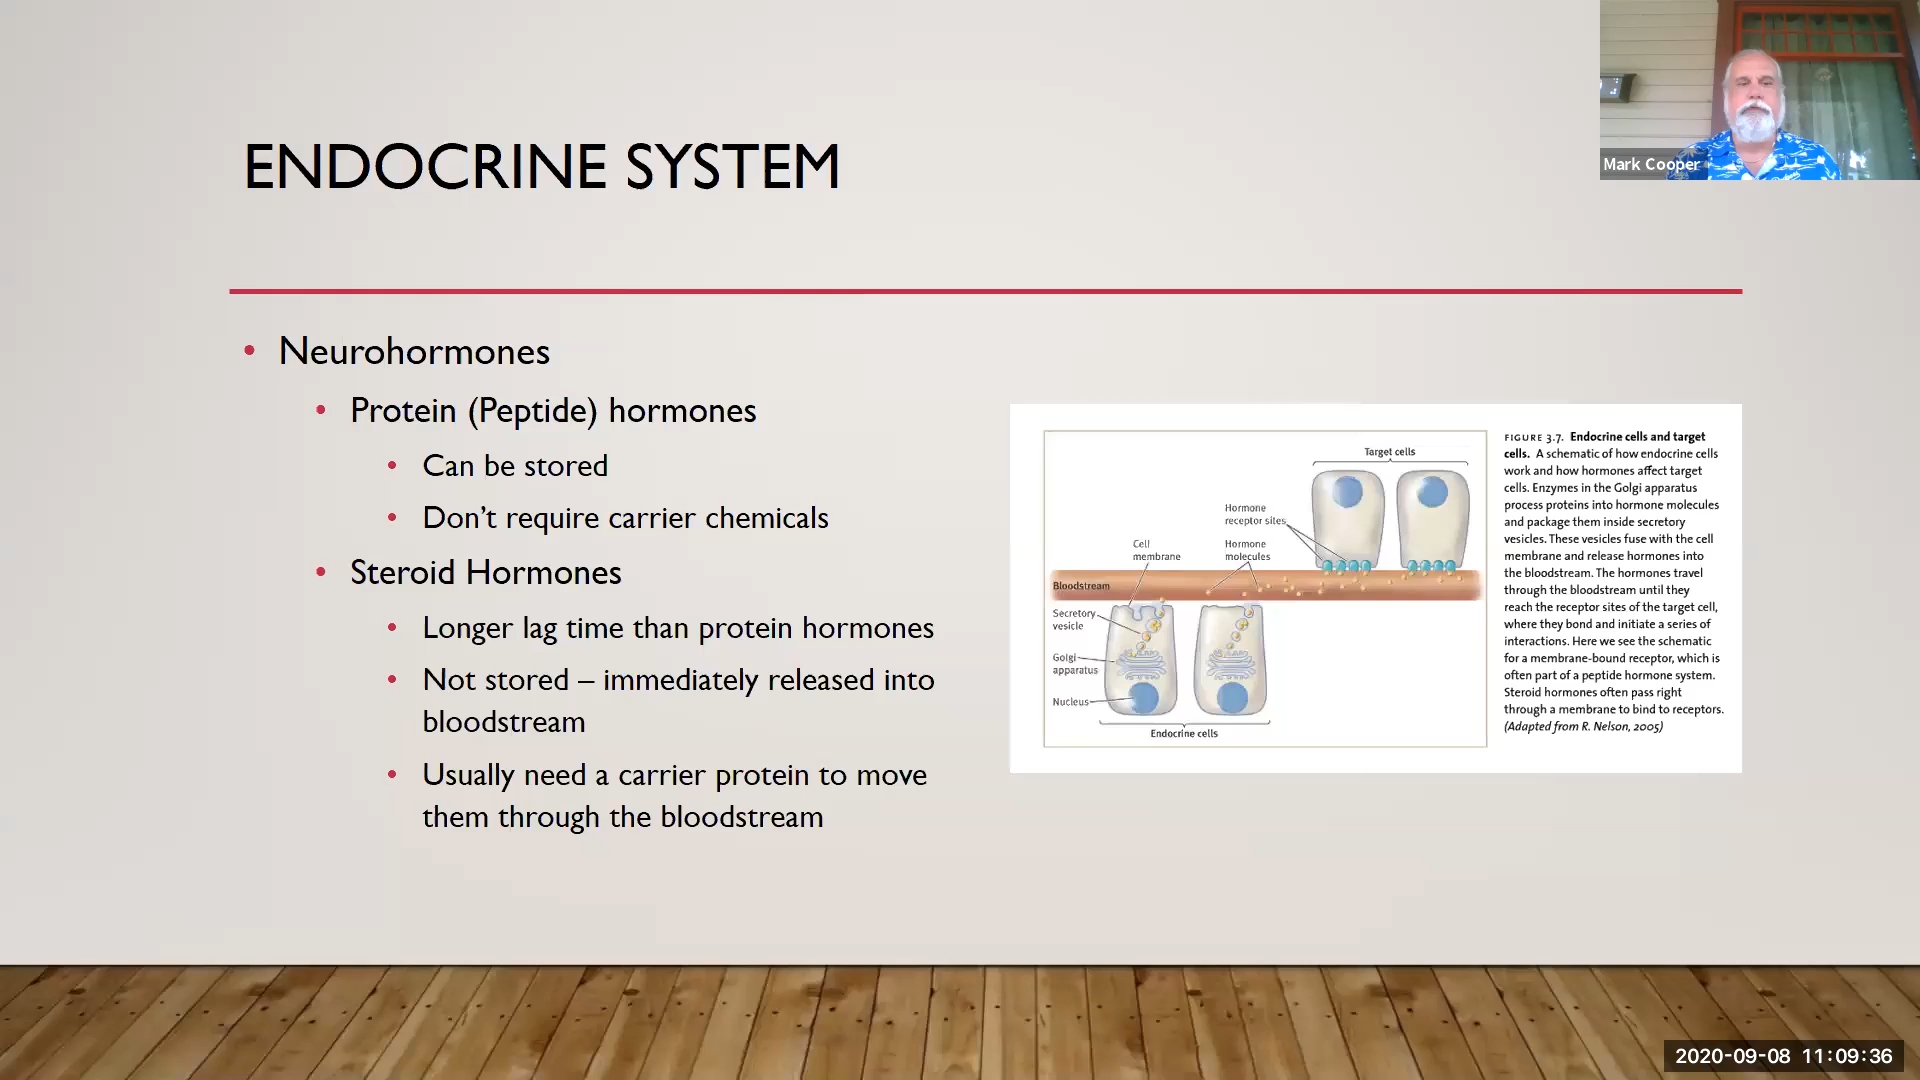 ENDOCRINE SYSTEM
Mark Cooper
• Neurohormones
• Protein (Peptide) hormones
• Can be stored
• Don’t require carrier chemicals
• Steroid Hormones
• Longer lag time than protein hormones
• Not stored – immediately released into
bloodstream
• Usually need a carrier protein to move
them through the bloodstream
Target cells
Hormone
receptor sites
Cell
membrane
Hormone
molecules
Bloodstream
Secretory
vesicle
Golgi
apparatus
Nucleus
Endocrine cells
FIGURE 3.7. Endocrine cells and target
cells. A schematic of how endocrine cells
work and how hormones affect target
cells. Enzymes in the Golgi apparatus
process proteins into hormone molecules
and package them inside secretory
vesicles. These vesicles fuse with the cell
membrane and release hormones into
the bloodstream. The hormones travel
through the bloodstream until they
reach the receptor sites of the target cell,
where they bond and initiate a series of
interactions. Here we see the schematic
for a membrane-bound receptor, which is
often part of a peptide hormone system.
Steroid hormones often pass right
through a membrane to bind to receptors.
(Adapted from R. Nelson, 2005)
2020-09-08 11:09:36